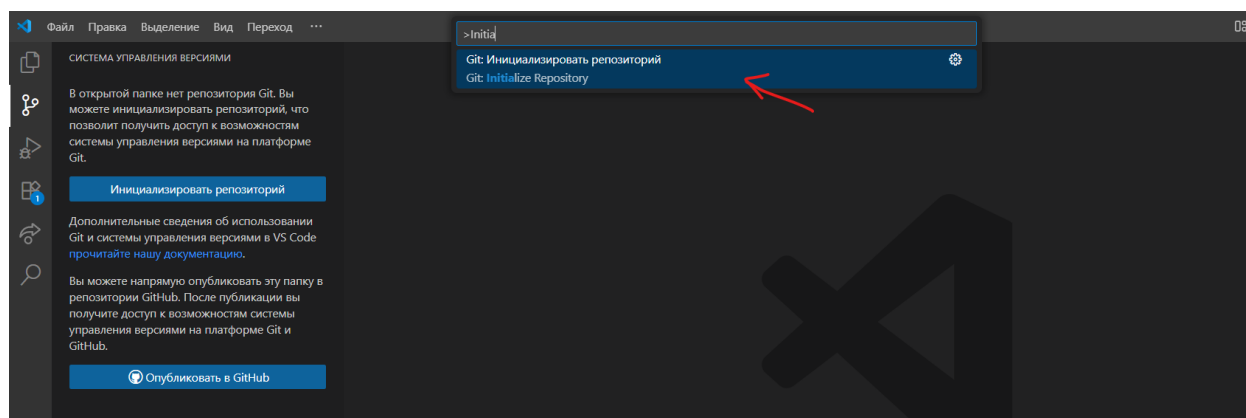 Файл Правка Выделение Вид Переход ···
>Initia
Git: Инициализировать репозиторий
Git: Initialize Repository
СИСТЕМА УПРАВЛЕНИЯ ВЕРСИЯМИ
В открытой папке нет репозитория Git. Вы
можете инициализировать репозиторий, что
позволит получить доступ к возможностям
системы управления версиями на платформе
Git.
Инициализировать репозиторий
Дополнительные сведения об использовании
Git и системы управления версиями в VS Code
прочитайте нашу документацию.
Вы можете напрямую опубликовать эту папку в
репозитории GitHub. После публикации вы
получите доступ к возможностям системы
управления версиями на платформе Git и
GitHub.
Опубликовать в GitHub
1